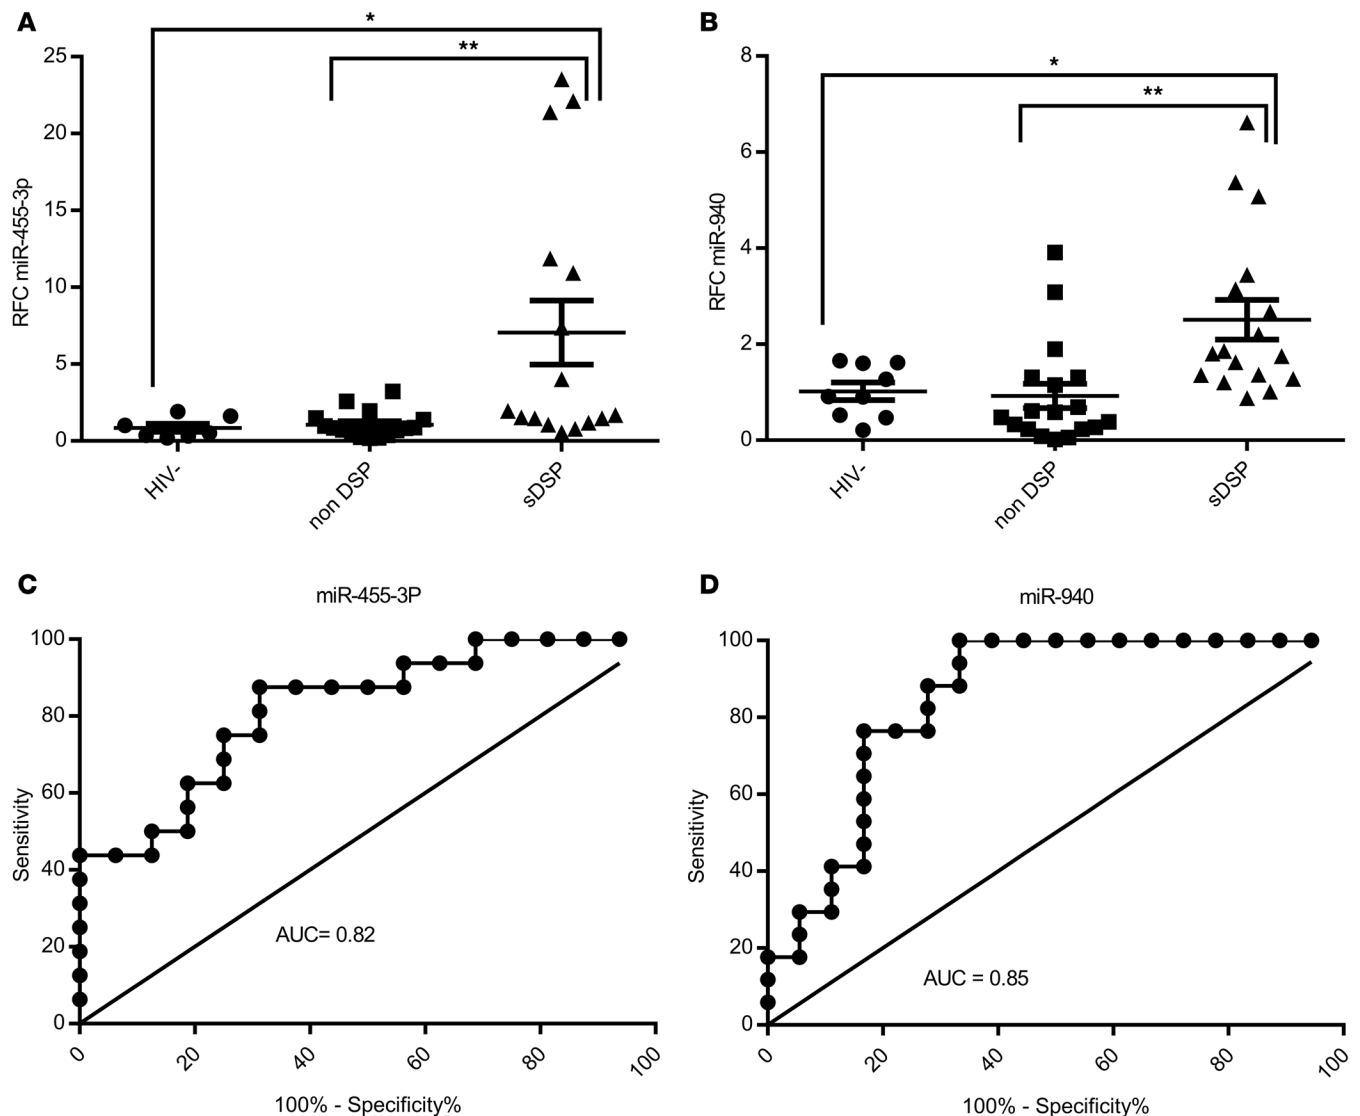 A
*
**
25
20
15
10
5
0
RFC miR-455-3p
HIV-
non DSP
sDSP
B
*
**
8
6
4
2
0
RFC miR-940
HIV-
non DSP
sDSP
C
miR-455-3P
100
80
60
40
20
0
Sensitivity
AUC= 0.82
0
20
40
60
80
100
100% - Specificity%
D
miR-940
100
80
60
40
20
0
Sensitivity
AUC = 0.85
0
20
40
60
80
100
100% - Specificity%